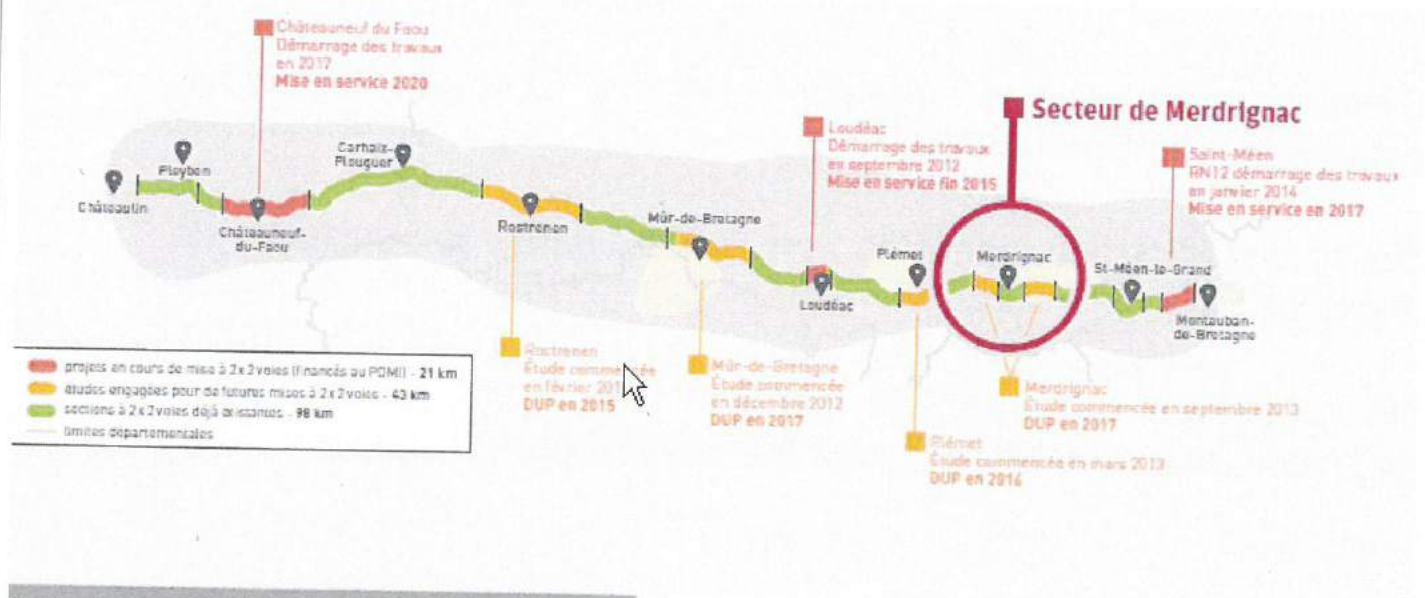 Châteauneuf du Faou
Démarrage des travaux
en 2017
Mise en service 2020
Secteur de Merdrignac
Loudéac
Démarrage des travaux
en septembre 2012
Mise en service fin 2015
Saint-Méen
RN12 démarrage des travaux
en janvier 2014
Mise en service en 2017
Châteaulin
Pleyben
Châteauneuf-
du-Faou
Carhaix-
Plouguer
Rostrenen
Mûr-de-Bretagne
Loudéac
Plémet
Merdrignac
St-Méen-le-Grand
Montauban-
de-Bretagne
projets en cours de mise à 2x2 voies (financés au PDMI) - 21 km
études engagées pour de futures mises à 2x2 voies - 43 km
sections à 2x2 voies déjà existantes - 98 km
limites départementales
Rostrenen
Étude commencée
en février
DUP en 2015
Mûr-de-Bretagne
Étude commencée
en décembre 2012
DUP en 2017
Merdrignac
Étude commencée en septembre 2013
DUP en 2017
Plémet
Étude commencée en mars 2013
DUP en 2016